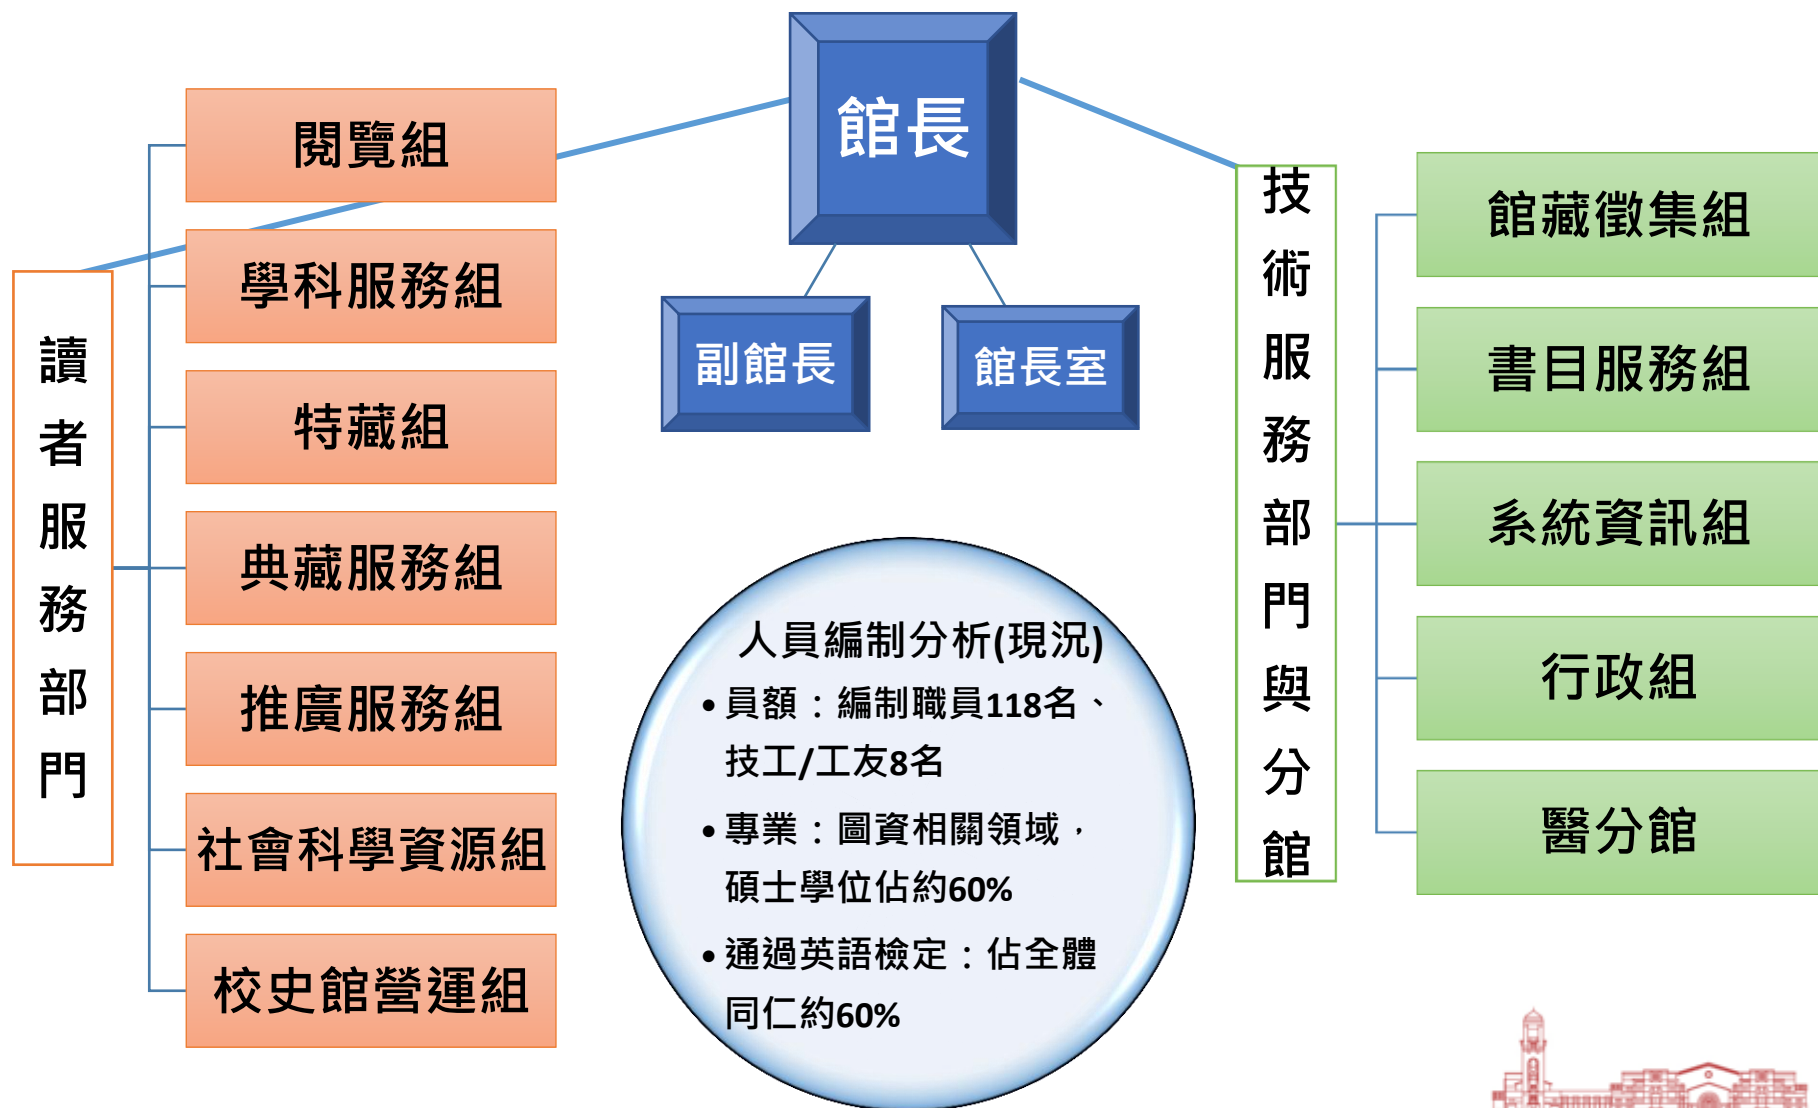 館長
副館長
館長室
讀者服務部門
閱覽組
學科服務組
特藏組
典藏服務組
推廣服務組
社會科學資源組
校史館營運組
技術服務部門與分館
館藏徵集組
書目服務組
系統資訊組
行政組
醫分館
人員編制分析(現況)
•員額：編制職員118名、
技工/工友8名
•專業：圖資相關領域，
碩士學位佔約60%
•通過英語檢定：佔全體
同仁約60%